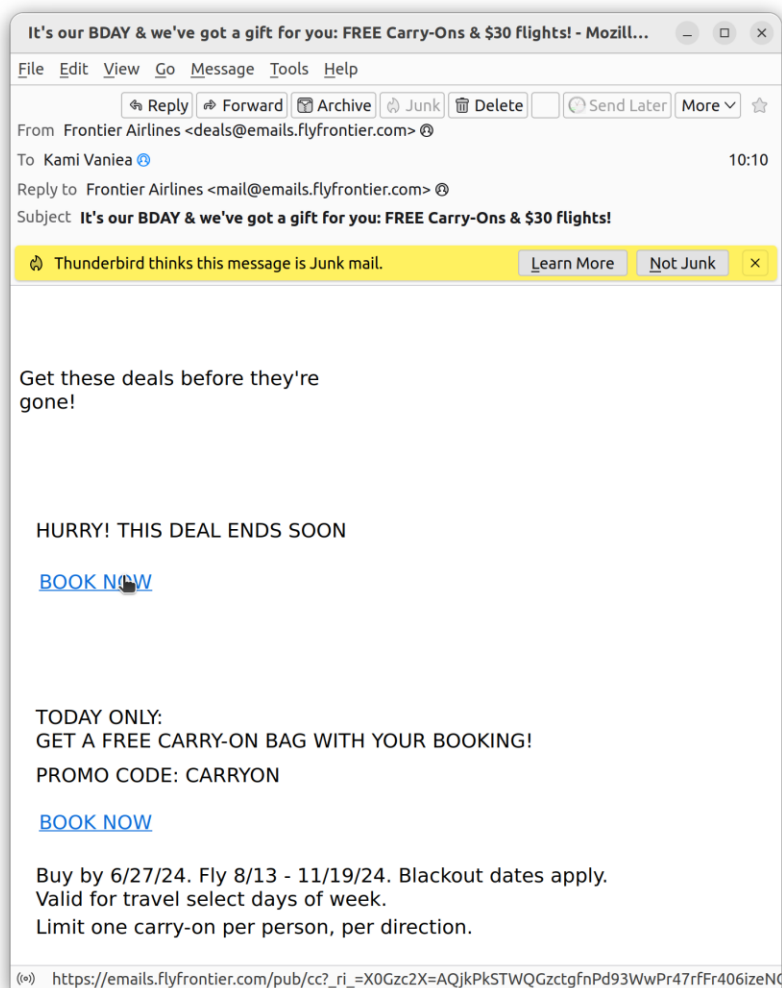 It's our BDAY & we've got a gift for you: FREE Carry-Ons & $30 flights! - Mozill...
File Edit View Go Message Tools Help
Reply Forward Archive Junk Delete Send Later More
From Frontier Airlines <deals@emails.flyfrontier.com>
To Kami Vaniea 10:10
Reply to Frontier Airlines <mail@emails.flyfrontier.com>
Subject It's our BDAY & we've got a gift for you: FREE Carry-Ons & $30 flights!
Thunderbird thinks this message is Junk mail. Learn More Not Junk
Get these deals before they're
gone!
HURRY! THIS DEAL ENDS SOON
BOOK NOW
TODAY ONLY:
GET A FREE CARRY-ON BAG WITH YOUR BOOKING!
PROMO CODE: CARRYON
BOOK NOW
Buy by 6/27/24. Fly 8/13 - 11/19/24. Blackout dates apply.
Valid for travel select days of week.
Limit one carry-on per person, per direction.
https://emails.flyfrontier.com/pub/cc?_ri_=X0Gzc2X=AQjkPkSTWQGzctgfnPd93WwPr47rfFr406izeN